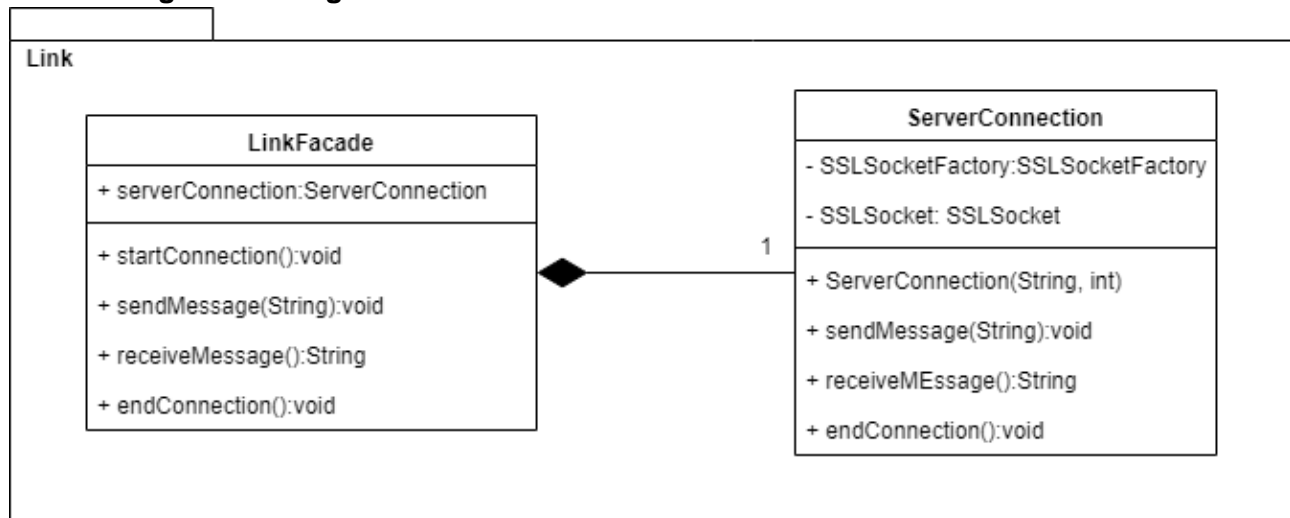 Link
LinkFacade
+ serverConnection:ServerConnection
+ startConnection():void
+ sendMessage(String):void
+ receiveMessage():String
+ endConnection():void
1
ServerConnection
- SSLSocketFactory:SSLSocketFactory
- SSLSocket: SSLSocket
+ ServerConnection(String, int)
+ sendMessage(String):void
+ receiveMEssage():String
+ endConnection():void